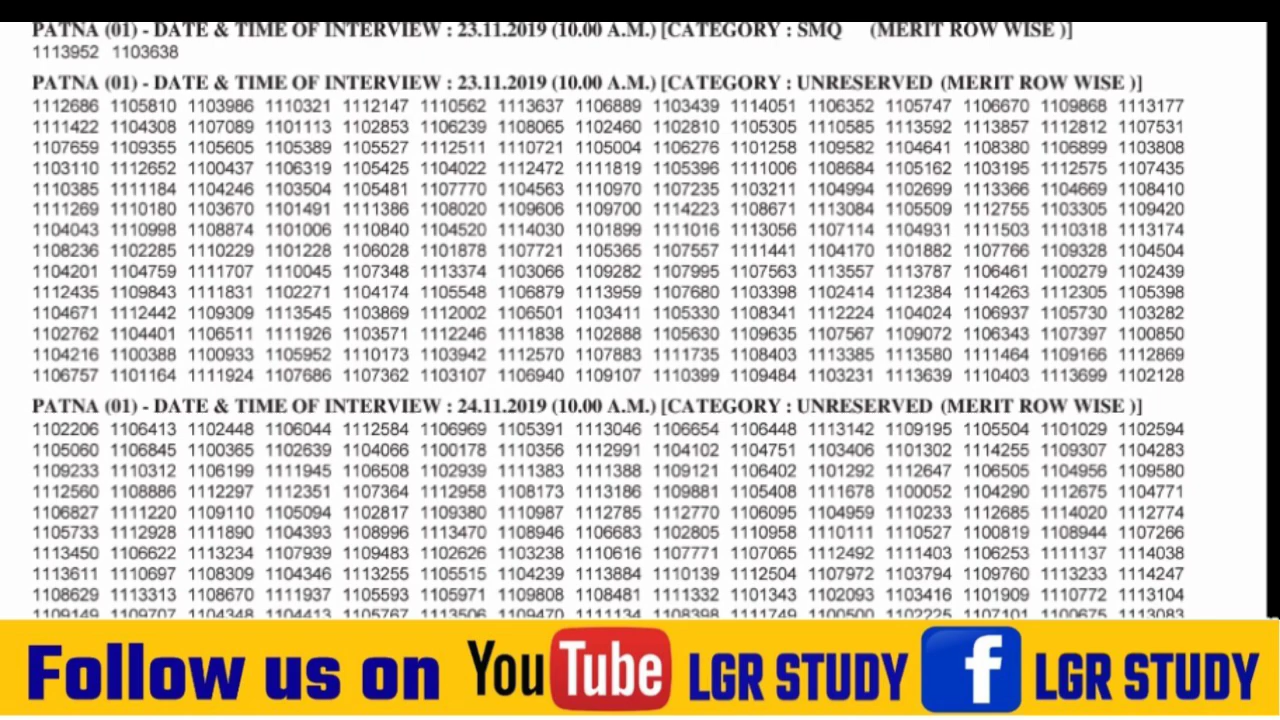 PATNA (01) - DATE & TIME OF INTERVIEW : 23.11.2019 (10.00 A.M.) [CATEGORY : SMQ (MERIT ROW WISE )]
1113952 1103638
PATNA (01) - DATE & TIME OF INTERVIEW : 23.11.2019 (10.00 A.M.) [CATEGORY : UNRESERVED (MERIT ROW WISE )]
1112686 1105810 1103986 1110321 1112147 1110562 1113637 1106889 1103439 1114051 1106352 1105747 1106670 1109868 1113177
1111422 1104308 1107089 1101113 1102853 1106239 1108065 1102460 1102810 1105305 1110585 1113592 1113857 1112812 1107531
1107659 1109355 1105605 1105389 1105527 1112511 1110721 1105004 1106276 1101258 1109582 1104641 1108380 1106899 1103808
1103110 1112652 1100437 1106319 1105425 1104022 1112472 1111819 1105396 1111006 1108684 1105162 1103195 1112575 1107435
1110385 1111184 1104246 1103504 1105481 1107770 1104563 1110970 1107235 1103211 1104994 1102699 1113366 1104669 1108410
1111269 1110180 1103670 1101491 1111386 1108020 1109606 1109700 1114223 1108671 1113084 1105509 1112755 1103305 1109420
1104043 1110998 1108874 1101006 1110840 1104520 1114030 1101899 1111016 1113056 1107114 1104931 1111503 1110318 1113174
1108236 1102285 1110229 1101228 1106028 1101878 1107721 1105365 1107557 1111441 1104170 1101882 1107766 1109328 1104504
1104201 1104759 1111707 1110045 1107348 1113374 1103066 1109282 1107995 1107563 1113557 1113787 1106461 1100279 1102439
1112435 1109843 1111831 1102271 1104174 1105548 1106879 1113959 1107680 1103398 1102414 1112384 1114263 1112305 1105398
1104671 1112442 1109309 1113545 1103869 1112002 1106501 1103411 1105330 1108341 1112224 1104024 1106937 1105730 1103282
1102762 1104401 1106511 1111926 1103571 1112246 1111838 1102888 1105630 1109635 1107567 1109072 1106343 1107397 1100850
1104216 1100388 1100933 1105952 1110173 1103942 1112570 1107883 1111735 1108403 1113385 1113580 1111464 1109166 1112869
1106757 1101164 1111924 1107686 1107362 1103107 1106940 1109107 1110399 1109484 1103231 1113639 1110403 1113699 1102128
PATNA (01) - DATE & TIME OF INTERVIEW : 24.11.2019 (10.00 A.M.) [CATEGORY : UNRESERVED (MERIT ROW WISE )]
1102206 1106413 1102448 1106044 1112584 1106969 1105391 1113046 1106654 1106448 1113142 1109195 1105504 1101029 1102594
1105060 1106845 1100365 1102639 1104066 1100178 1110356 1112991 1104102 1104751 1103406 1101302 1114255 1109307 1104283
1109233 1110312 1106199 1111945 1106508 1102939 1111383 1111388 1109121 1106402 1101292 1112647 1106505 1104956 1109580
1112560 1108886 1112297 1112351 1107364 1112958 1108173 1113186 1109881 1105408 1111678 1100052 1104290 1112675 1104771
1106827 1111220 1109110 1105094 1102817 1109380 1110987 1112785 1112770 1106095 1104959 1110233 1112685 1114020 1112774
1105733 1112928 1111890 1104393 1108996 1113470 1108946 1106683 1102805 1110958 1110111 1110527 1100819 1108944 1107266
1113450 1106622 1113234 1107939 1109483 1102626 1103238 1110616 1107771 1107065 1112492 1111403 1106253 1111137 1114038
1113611 1110697 1108309 1104346 1113255 1105515 1104239 1113884 1110139 1112504 1107972 1103794 1109760 1113233 1114247
1108629 1113313 1108670 1111937 1105593 1105971 1109808 1108481 1111332 1101343 1102093 1103416 1101909 1110772 1113104
1109149 1109707 1104348 1104413 1105767 1113506 1109470 1111134 1108398 1111749 1100500 1102225 1107101 1100675 1113083
Follow us on YouTube LGR STUDY f LGR STUDY